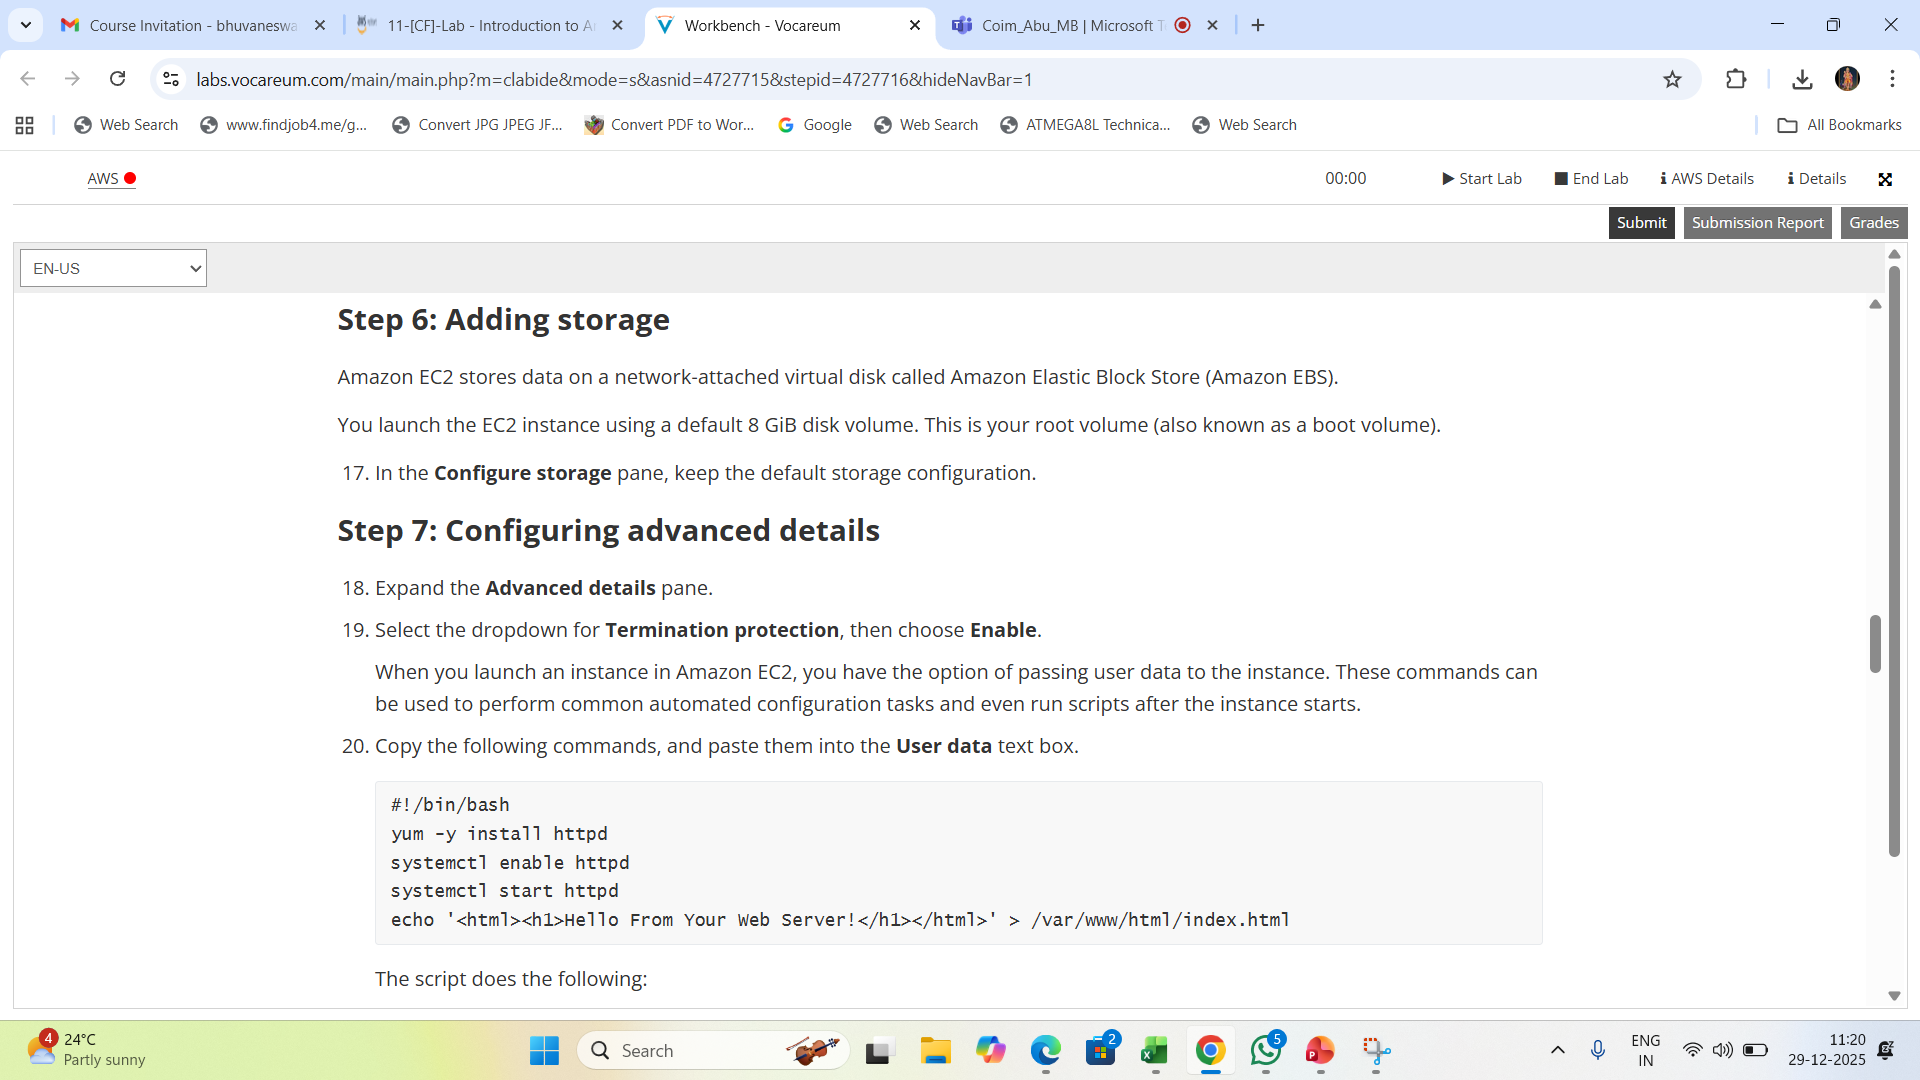 Course Invitation - bhuvaneswa
11-[CF]-Lab - Introduction to A
Workbench - Vocareum
Coim_Abu_MB | Microsoft T
labs.vocareum.com/main/main.php?m=clabide&mode=s&asnid=4727715&stepid=4727716&hideNavBar=1
Web Search
www.findjob4.me/g...
Convert JPG JPEG JF...
Convert PDF to Wor...
Google
Web Search
ATMEGA8L Technica...
Web Search
All Bookmarks
AWS
00:00
Start Lab
End Lab
AWS Details
Details
Submit
Submission Report
Grades
EN-US
Step 6: Adding storage
Amazon EC2 stores data on a network-attached virtual disk called Amazon Elastic Block Store (Amazon EBS).
You launch the EC2 instance using a default 8 GiB disk volume. This is your root volume (also known as a boot volume).
17. In the Configure storage pane, keep the default storage configuration.
Step 7: Configuring advanced details
18. Expand the Advanced details pane.
19. Select the dropdown for Termination protection, then choose Enable.
When you launch an instance in Amazon EC2, you have the option of passing user data to the instance. These commands can
be used to perform common automated configuration tasks and even run scripts after the instance starts.
20. Copy the following commands, and paste them into the User data text box.
#!/bin/bash
yum -y install httpd
systemctl enable httpd
systemctl start httpd
echo '<html><h1>Hello From Your Web Server!</h1></html>' > /var/www/html/index.html
The script does the following:
4
24°C
Partly sunny
Search
2
5
ENG
IN
11:20
29-12-2025